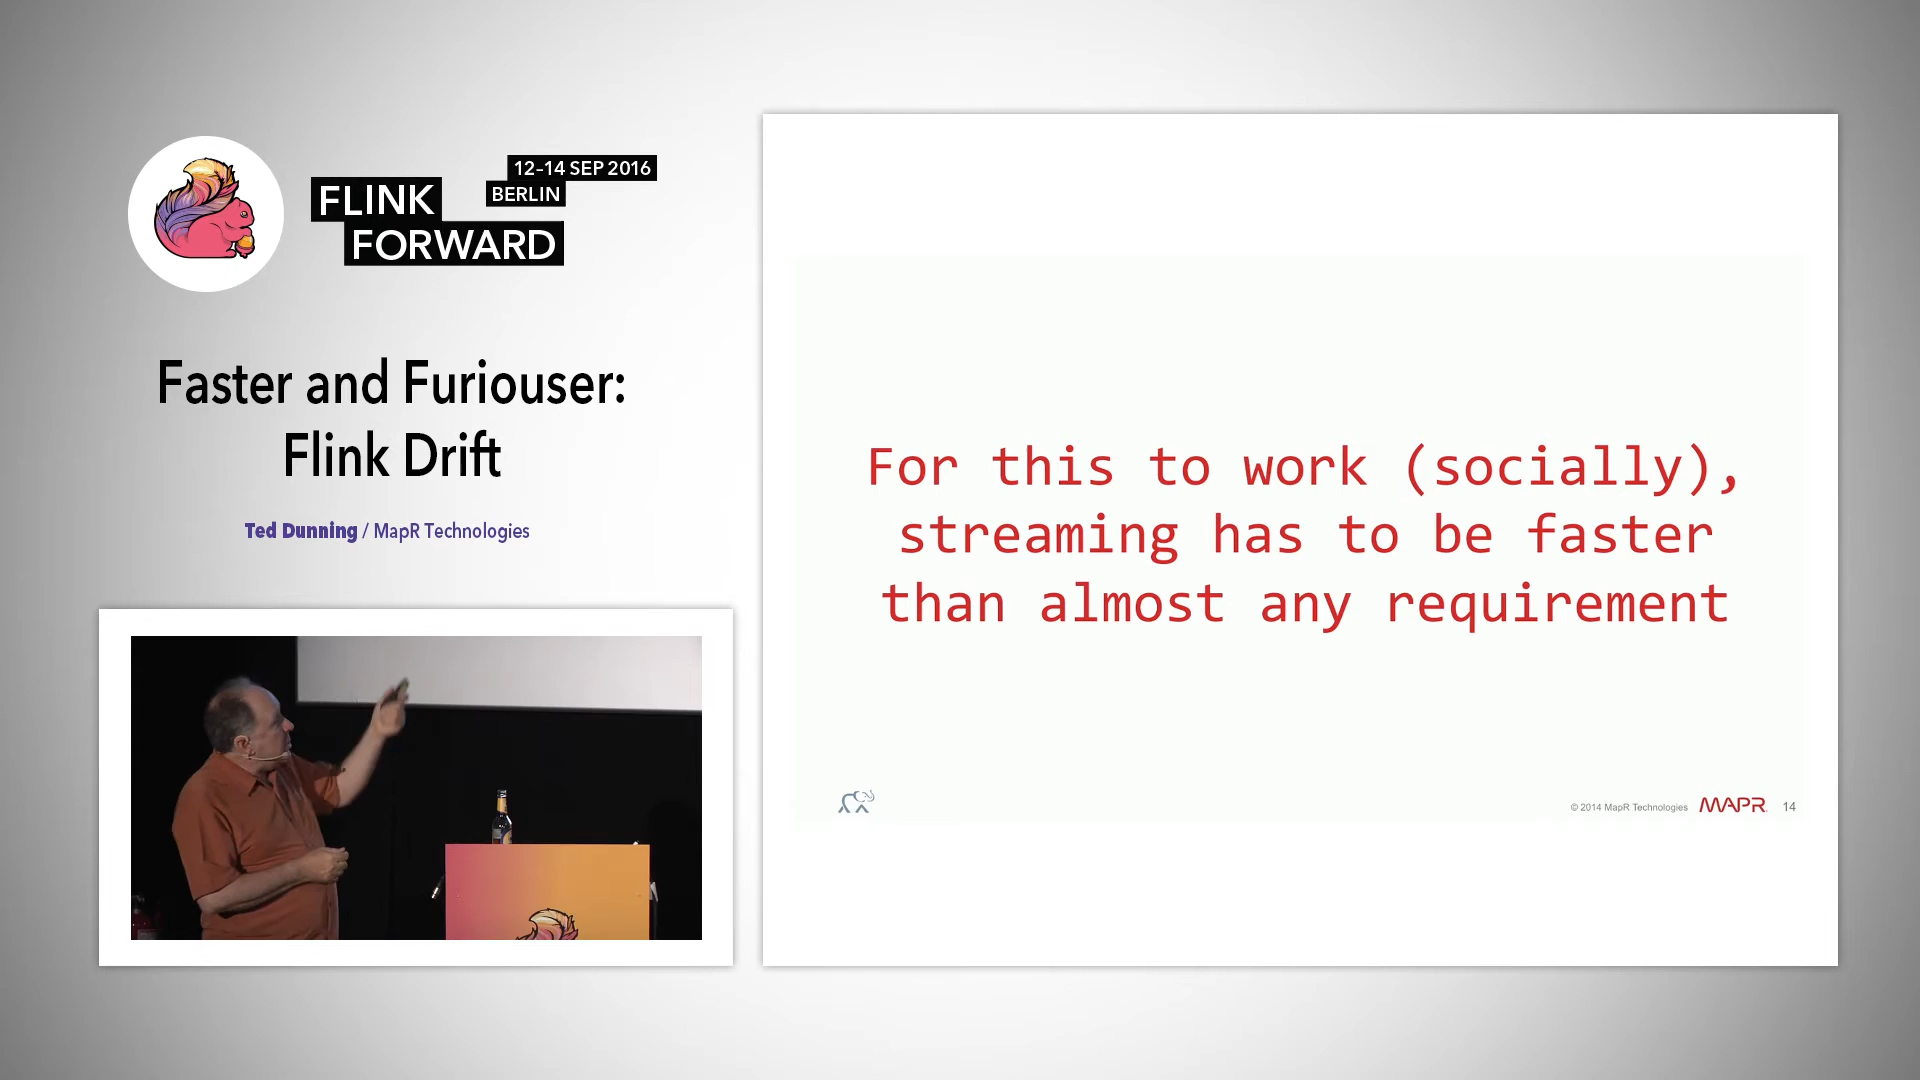 12–14 SEP 2016
BERLIN
FLINK
FORWARD
Faster and Furiouser:
Flink Drift
Ted Dunning / MapR Technologies
For this to work (socially),
streaming has to be faster
than almost any requirement
© 2014 MapR Technologies MAPR 14